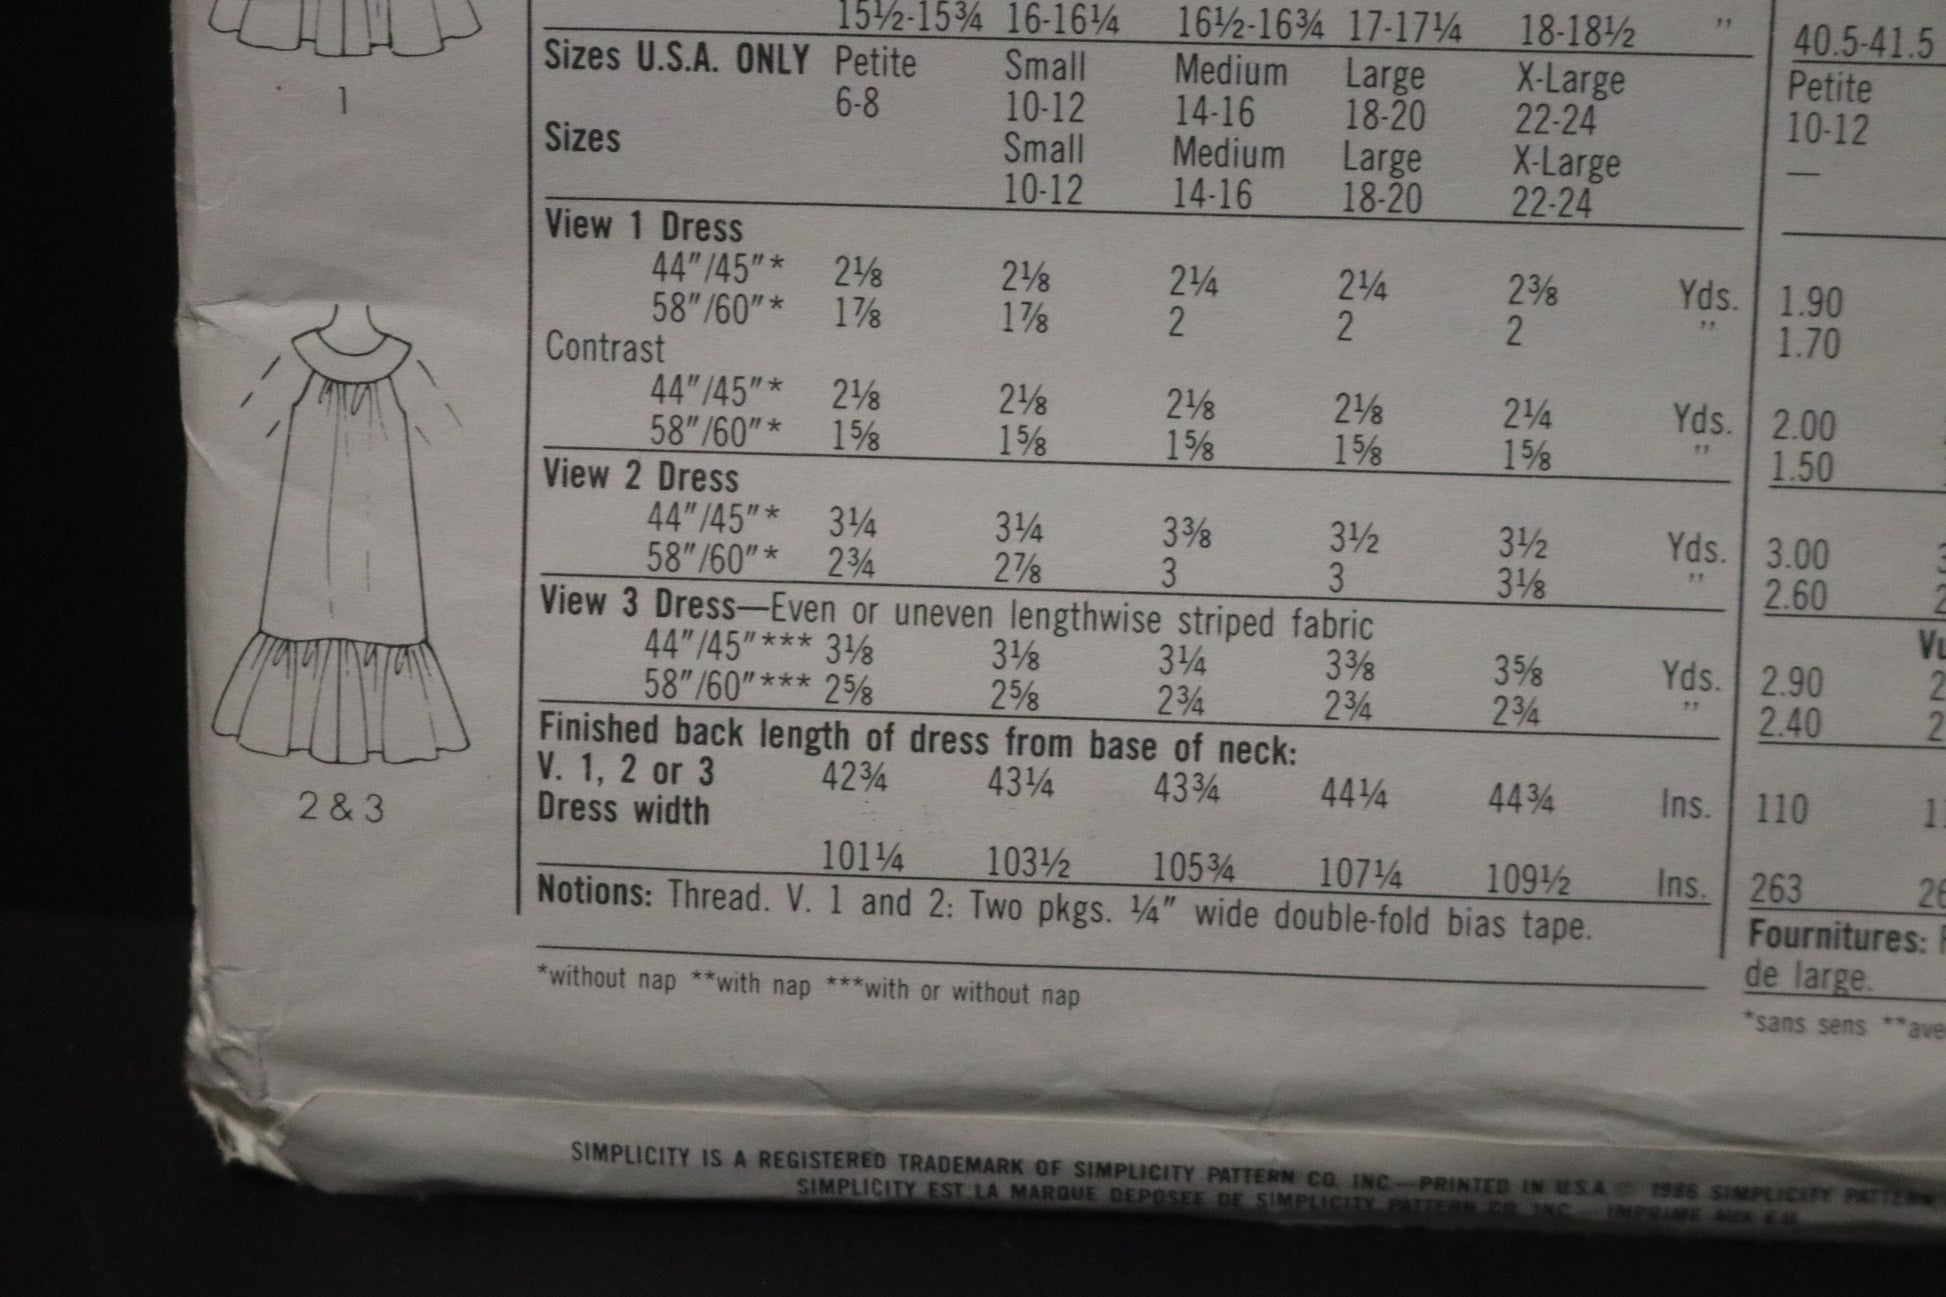 15½-15¾ 16-16¼ 16½-16¾ 17-17¼ 18-18½ " 40.5-41.5
Sizes U.S.A. ONLY Petite Small Medium Large X-Large Petite
6-8 10-12 14-16 18-20 22-24 10-12
Sizes Small Medium Large X-Large —
10-12 14-16 18-20 22-24
1
View 1 Dress
44"/45"* 2⅛ 2⅛ 2¼ 2¼ 2⅜ Yds. 1.90
58"/60"* 1⅞ 1⅞ 2 2 2 " 1.70
Contrast
44"/45"* 2⅛ 2⅛ 2⅛ 2⅛ 2¼ Yds. 2.00
58"/60"* 1⅝ 1⅝ 1⅝ 1⅝ 1⅝ " 1.50
View 2 Dress
44"/45"* 3¼ 3¼ 3⅜ 3½ 3½ Yds. 3.00
58"/60"* 2¾ 2⅞ 3 3 3⅛ " 2.60
View 3 Dress—Even or uneven lengthwise striped fabric
44"/45"*** 3⅛ 3⅛ 3¼ 3⅜ 3⅝ Yds. 2.90
58"/60"*** 2⅝ 2⅝ 2¾ 2¾ 2¾ " 2.40
Finished back length of dress from base of neck:
V. 1, 2 or 3 42¾ 43¼ 43¾ 44¼ 44¾ Ins. 110
Dress width
101¼ 103½ 105¾ 107¼ 109½ Ins. 263
2 & 3
Notions: Thread. V. 1 and 2: Two pkgs. ¼" wide double-fold bias tape.
Fournitures:
de large.
*without nap **with nap ***with or without nap
*sans sens **ave
SIMPLICITY IS A REGISTERED TRADEMARK OF SIMPLICITY PATTERN CO. INC.—PRINTED IN U.S.A. © 1986 SIMPLICITY PATTERN
SIMPLICITY EST LA MARQUE DEPOSEE DE SIMPLICITY PATTERN CO. INC.—IMPRIME AUX E.U.